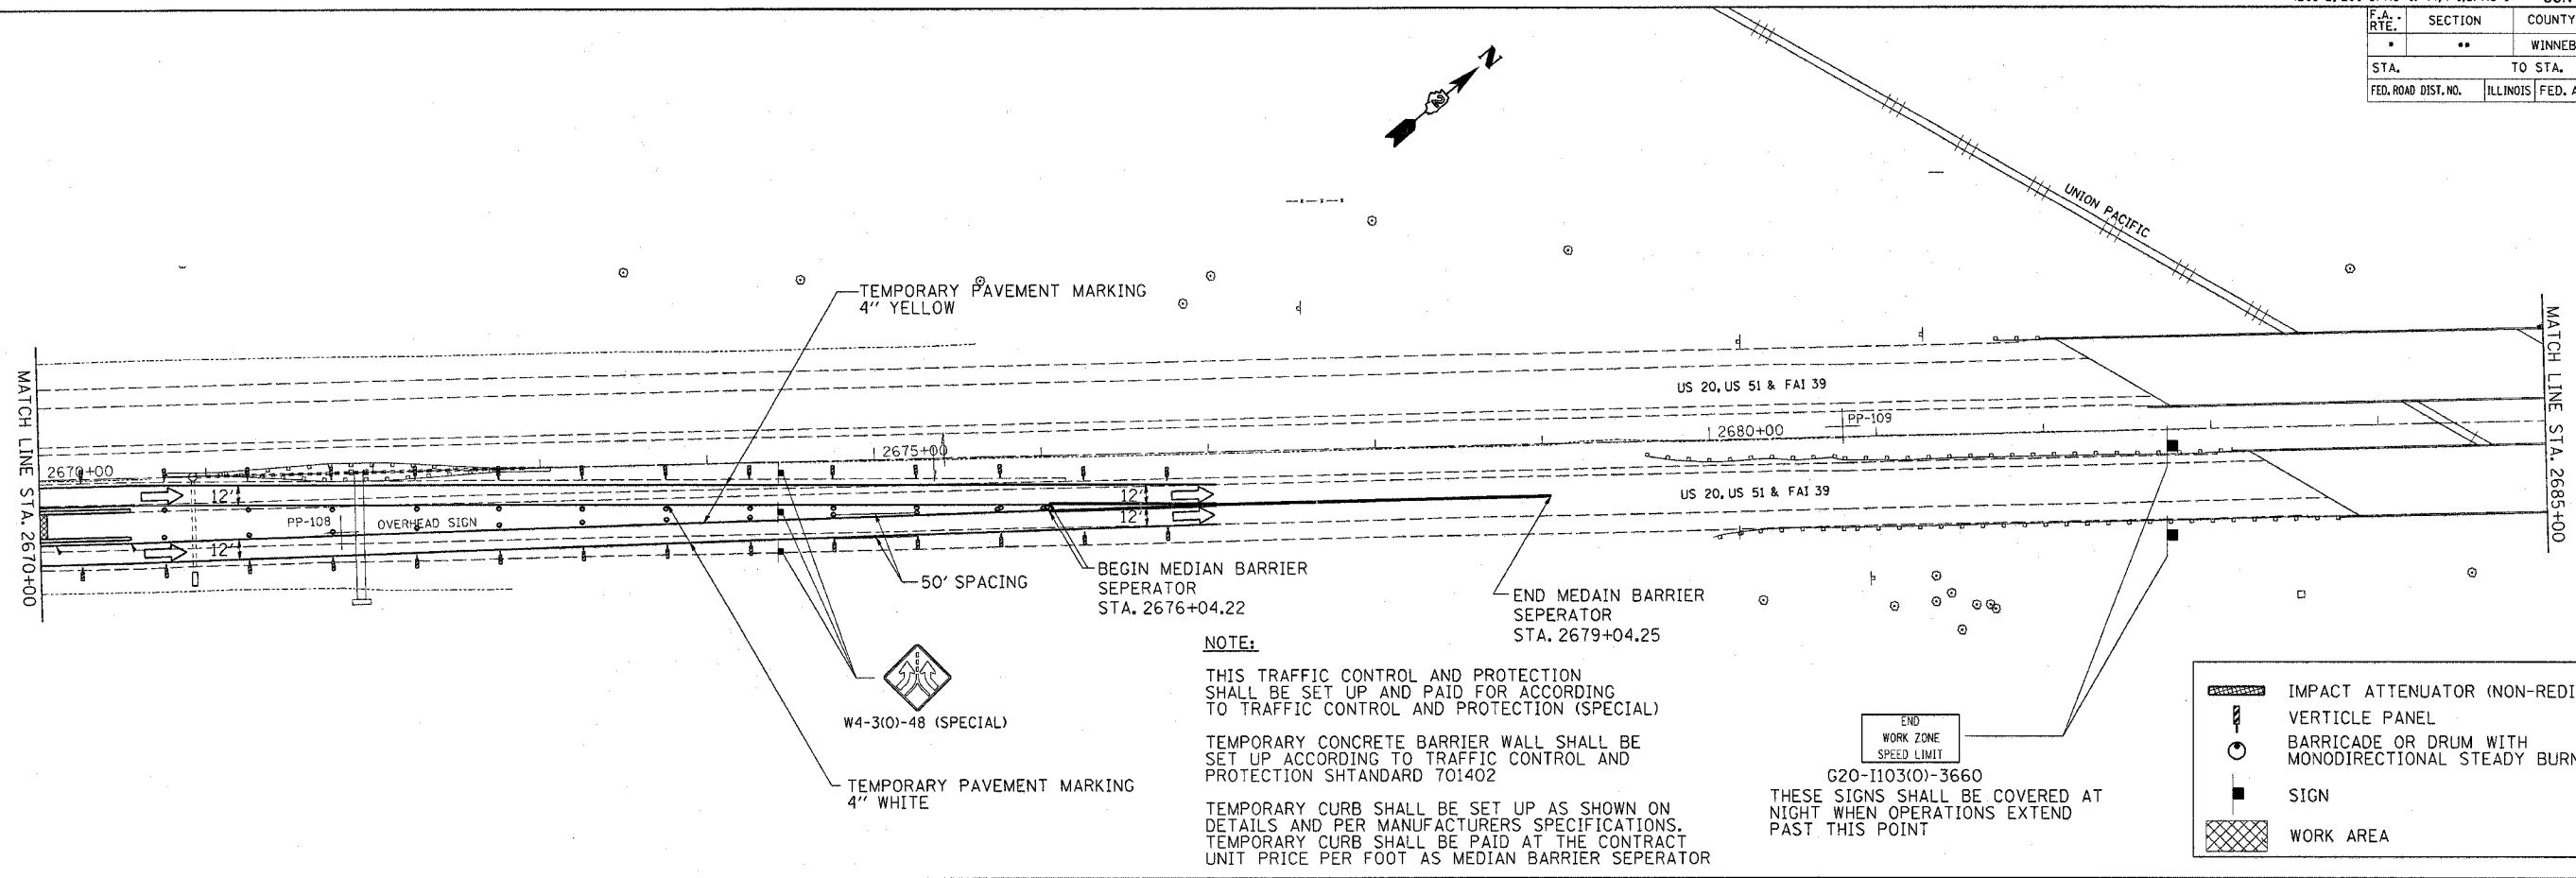 F.A. SECTION COUNTY
RTE.
* ** WINNEB
STA. TO STA.
FED. ROAD DIST. NO. ILLINOIS FED. A
N
UNION PACIFIC
TEMPORARY PAVEMENT MARKING
4" YELLOW
MATCH LINE STA. 2670+00
MATCH LINE STA. 2685+00
US 20, US 51 & FAI 39
PP-109
2680+00
2675+00
2670+00
12'
12'
US 20, US 51 & FAI 39
PP-108
OVERHEAD SIGN
12'
12'
50' SPACING
BEGIN MEDIAN BARRIER
SEPERATOR
STA. 2676+04.22
END MEDAIN BARRIER
SEPERATOR
STA. 2679+04.25
W4-3(O)-48 (SPECIAL)
TEMPORARY PAVEMENT MARKING
4" WHITE
NOTE:
THIS TRAFFIC CONTROL AND PROTECTION
SHALL BE SET UP AND PAID FOR ACCORDING
TO TRAFFIC CONTROL AND PROTECTION (SPECIAL)
TEMPORARY CONCRETE BARRIER WALL SHALL BE
SET UP ACCORDING TO TRAFFIC CONTROL AND
PROTECTION SHTANDARD 701402
TEMPORARY CURB SHALL BE SET UP AS SHOWN ON
DETAILS AND PER MANUFACTURERS SPECIFICATIONS.
TEMPORARY CURB SHALL BE PAID AT THE CONTRACT
UNIT PRICE PER FOOT AS MEDIAN BARRIER SEPERATOR
END
WORK ZONE
SPEED LIMIT
G20-I103(O)-3660
THESE SIGNS SHALL BE COVERED AT
NIGHT WHEN OPERATIONS EXTEND
PAST THIS POINT
IMPACT ATTENUATOR (NON-REDI
VERTICLE PANEL
BARRICADE OR DRUM WITH
MONODIRECTIONAL STEADY BURN
SIGN
WORK AREA